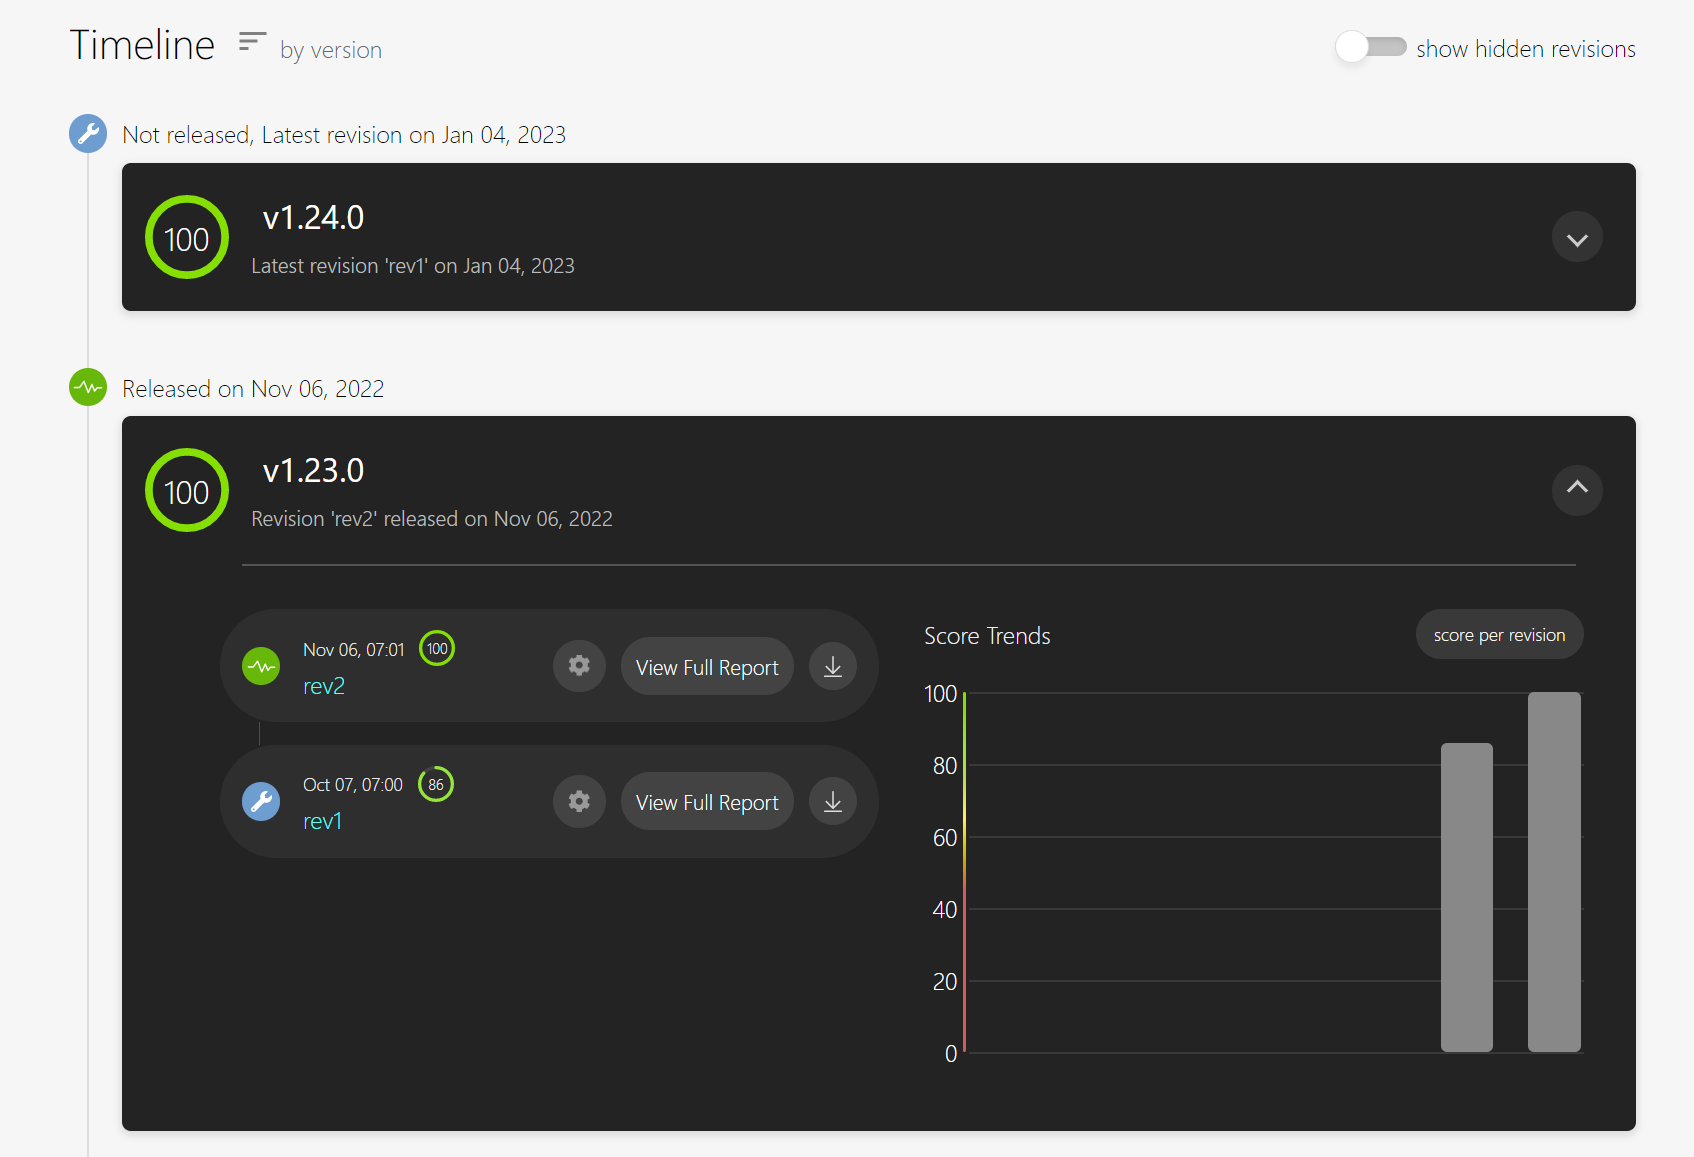 Timeline by version
show hidden revisions
Not released, Latest revision on Jan 04, 2023
100
v1.24.0
Latest revision 'rev1' on Jan 04, 2023
Released on Nov 06, 2022
100
v1.23.0
Revision 'rev2' released on Nov 06, 2022
Nov 06, 07:01 100
rev2
View Full Report
Oct 07, 07:00 86
rev1
View Full Report
Score Trends
score per revision
100
80
60
40
20
0